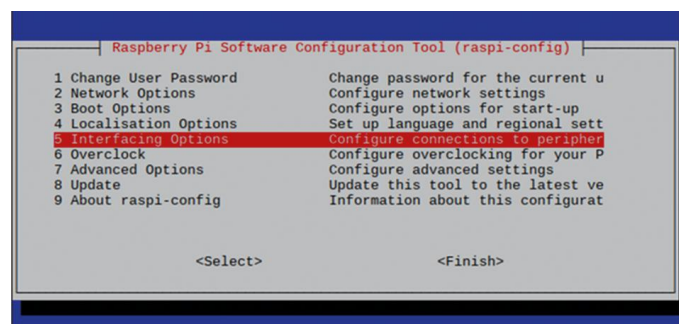 Raspberry Pi Software Configuration Tool (raspi-config)
1 Change User Password Change password for the current u
2 Network Options Configure network settings
3 Boot Options Configure options for start-up
4 Localisation Options Set up language and regional sett
5 Interfacing Options Configure connections to peripher
6 Overclock Configure overclocking for your P
7 Advanced Options Configure advanced settings
8 Update Update this tool to the latest ve
9 About raspi-config Information about this configurat
<Select> <Finish>